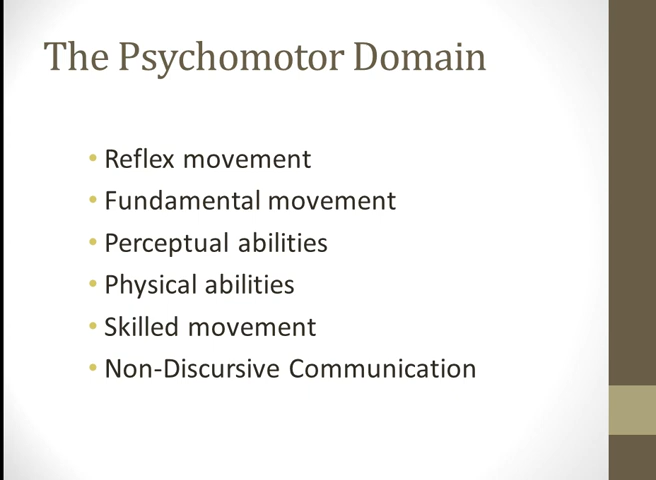 The Psychomotor Domain
• Reflex movement
• Fundamental movement
• Perceptual abilities
• Physical abilities
• Skilled movement
• Non-Discursive Communication